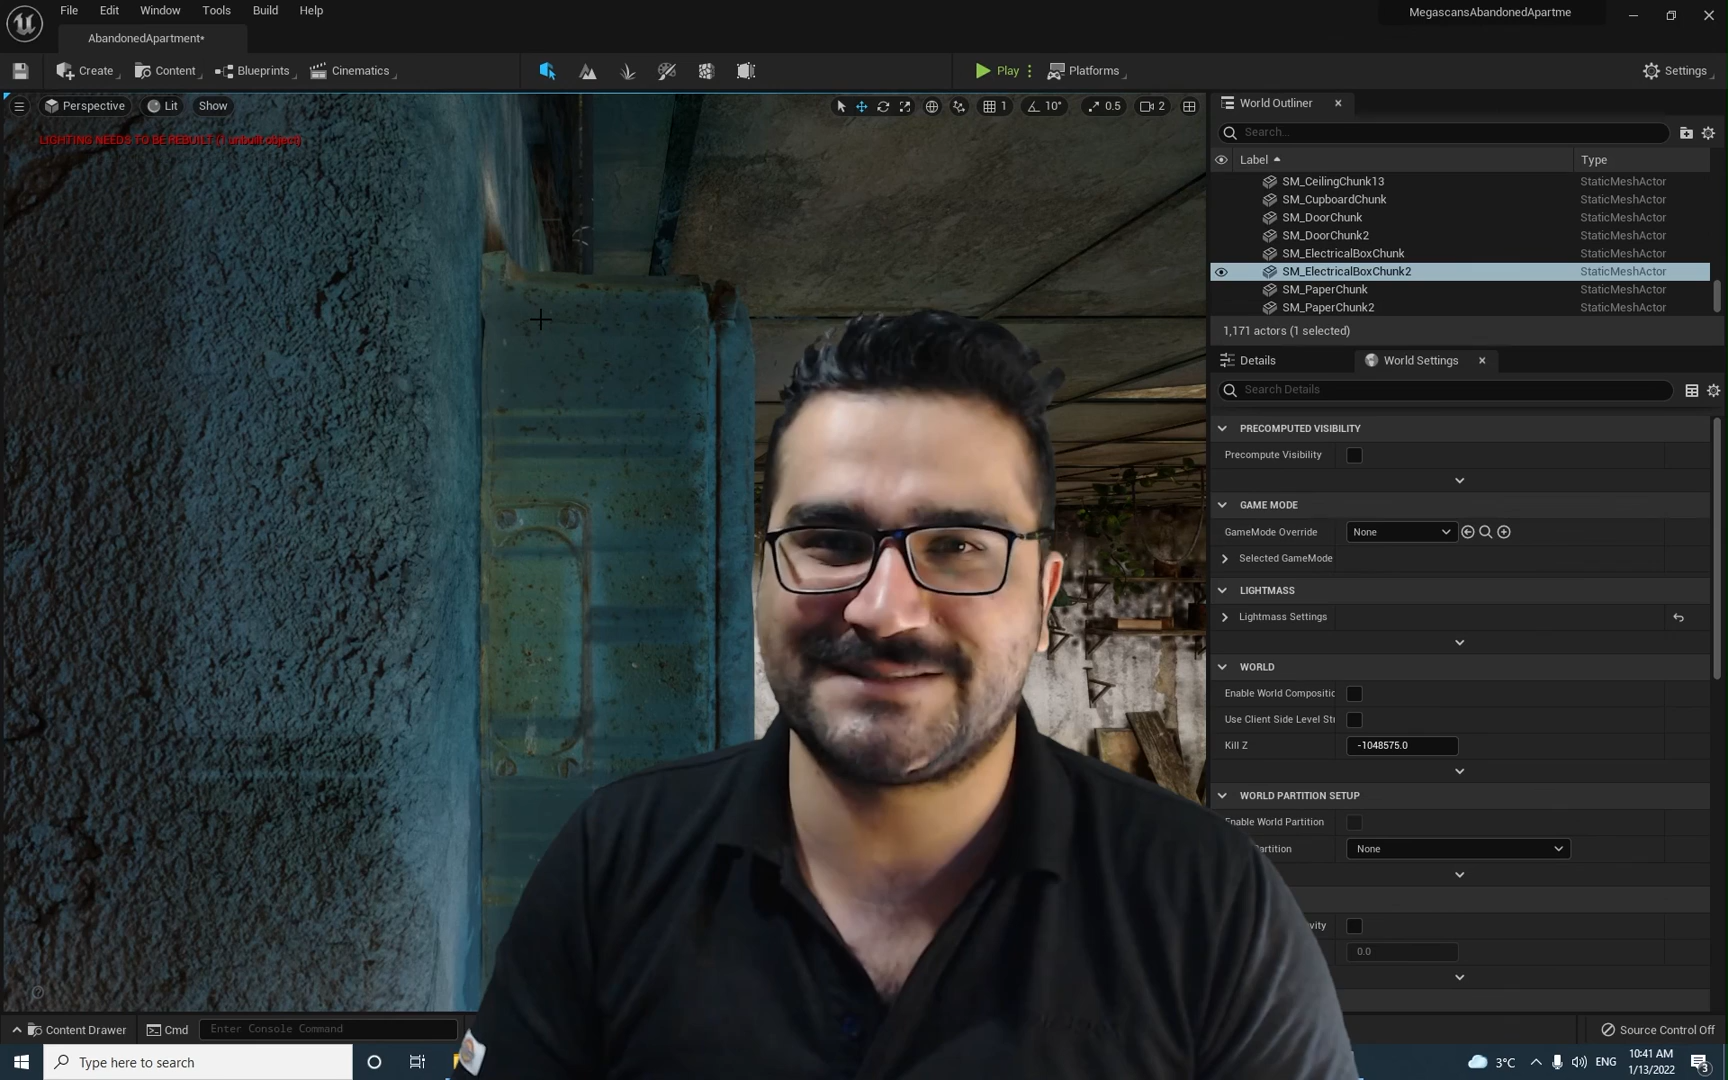 File Edit Window Tools Build Help
MegascansAbandonedApartme
AbandonedApartment*
Create Content Blueprints Cinematics Play Platforms Settings
Perspective Lit Show 1 10° 0.5 2
LIGHTING NEEDS TO BE REBUILT (1 unbuilt object)
World Outliner
Search...
Label Type
SM_CeilingChunk13 StaticMeshActor
SM_CupboardChunk StaticMeshActor
SM_DoorChunk StaticMeshActor
SM_DoorChunk2 StaticMeshActor
SM_ElectricalBoxChunk StaticMeshActor
SM_ElectricalBoxChunk2 StaticMeshActor
SM_PaperChunk StaticMeshActor
SM_PaperChunk2 StaticMeshActor
1,171 actors (1 selected)
Details World Settings
Search Details
PRECOMPUTED VISIBILITY
Precompute Visibility
GAME MODE
GameMode Override None
Selected GameMode
LIGHTMASS
Lightmass Settings
WORLD
Enable World Compositic
Use Client Side Level Str
Kill Z -1048575.0
WORLD PARTITION SETUP
Enable World Partition
artition None
vity
0.0
Content Drawer Cmd Enter Console Command Source Control Off
Type here to search 3°C ENG
10:41 AM
1/13/2022
3